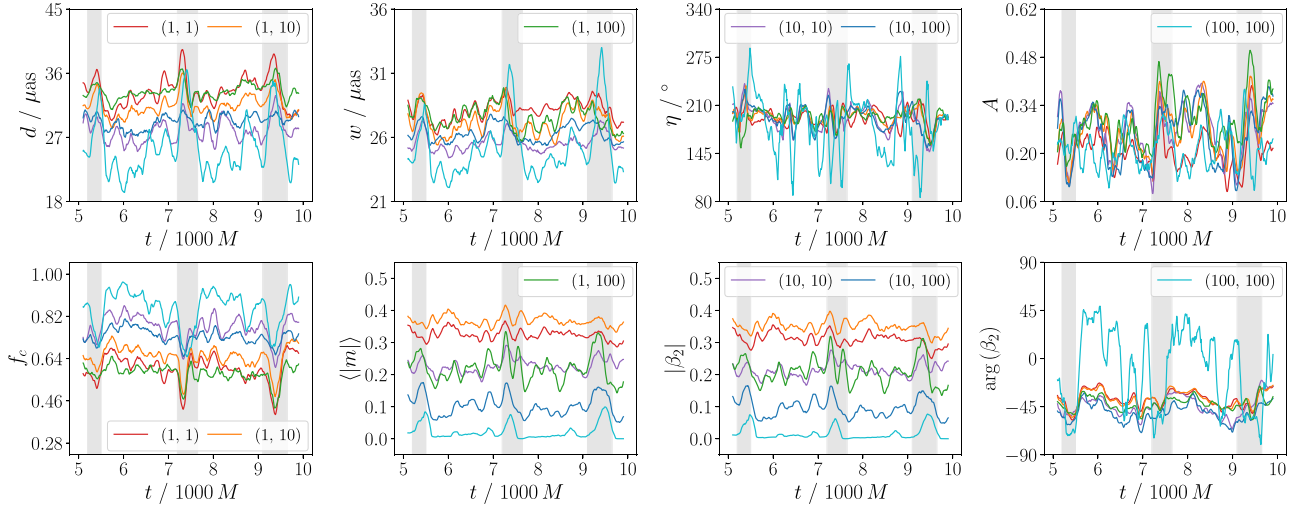 45
36
27
18
d / μas
(1, 1) (1, 10)
5 6 7 8 9 10
t / 1000 M
36
33
30
27
24
21
w / μas
(1, 100)
5 6 7 8 9 10
t / 1000 M
340
275
210
145
80
η / °
(10, 10) (10, 100)
5 6 7 8 9 10
t / 1000 M
0.62
0.48
0.34
0.20
0.06
A
(100, 100)
5 6 7 8 9 10
t / 1000 M
1.00
0.82
0.64
0.46
0.28
f_c
(1, 1) (1, 10)
5 6 7 8 9 10
t / 1000 M
0.5
0.4
0.3
0.2
0.1
0.0
⟨|m|⟩
(1, 100)
5 6 7 8 9 10
t / 1000 M
0.5
0.4
0.3
0.2
0.1
0.0
|β₂|
(10, 10) (10, 100)
5 6 7 8 9 10
t / 1000 M
90
45
0
−45
−90
arg (β₂)
(100, 100)
5 6 7 8 9 10
t / 1000 M